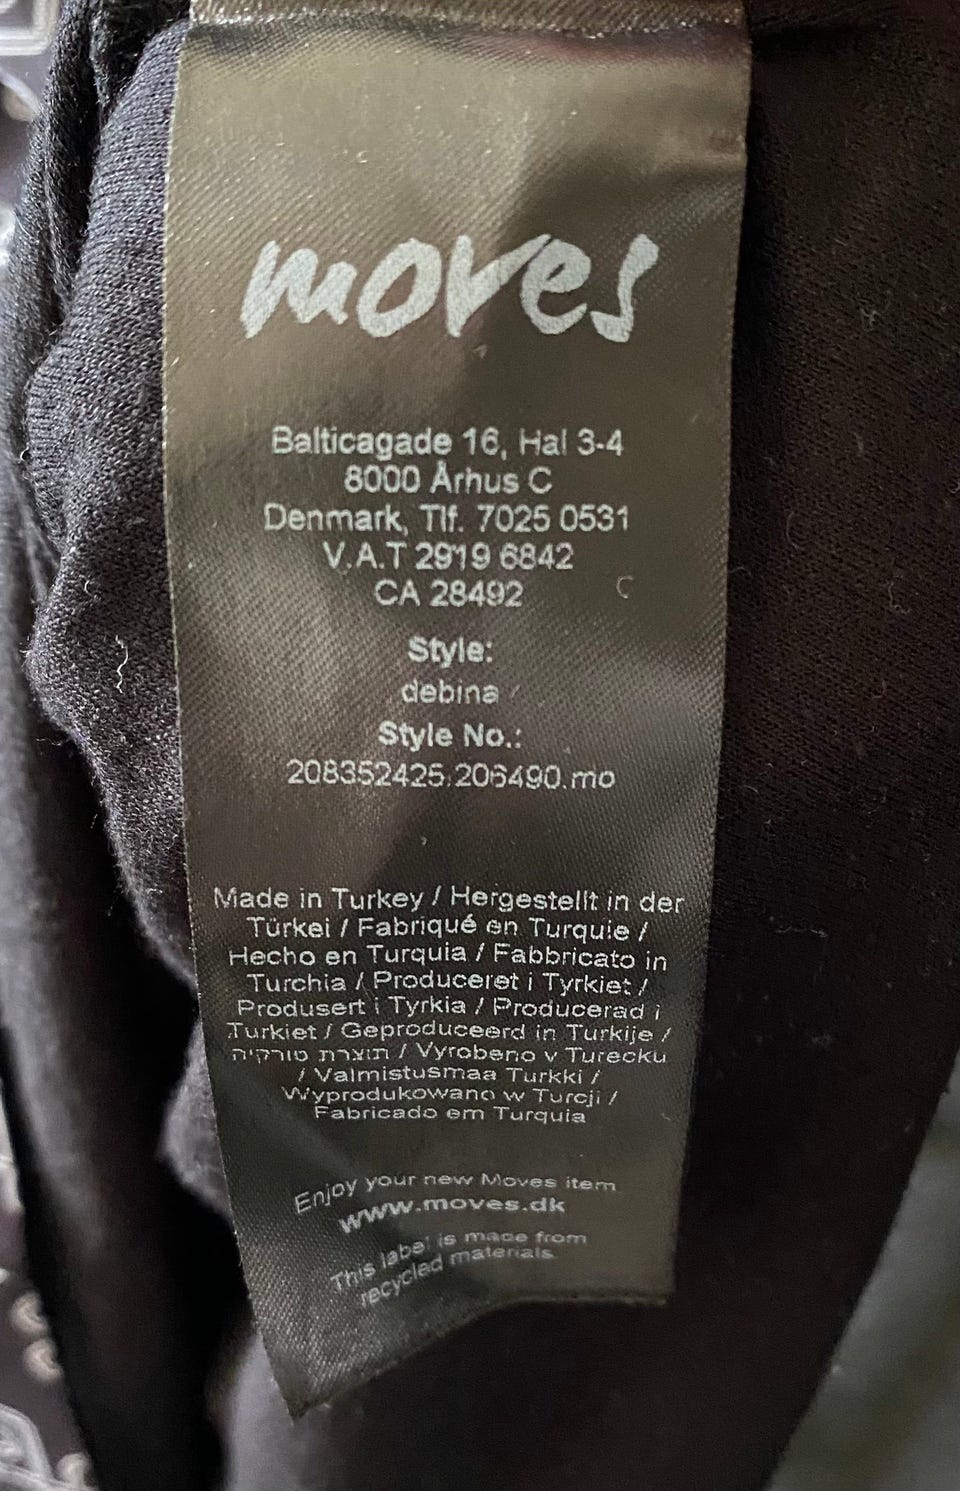 moves
Balticagade 16, Hal 3-4
8000 Århus C
Denmark, Tlf. 7025 0531
V.A.T 2919 6842
CA 28492
Style:
debina
Style No.:
208352425.206490.mo
Made in Turkey / Hergestellt in der
Türkei / Fabriqué en Turquie /
Hecho en Turquia / Fabbricato in
Turchia / Produceret i Tyrkiet /
Produsert i Tyrkia / Producerad i
Turkiet / Geproduceerd in Turkije /
תוצרת טורקיה / Vyrobeno v Turecku
/ Valmistusmaa Turkki /
Wyprodukowano w Turcji /
Fabricado em Turquia
Enjoy your new Moves item
www.moves.dk
This label is made from
recycled materials.